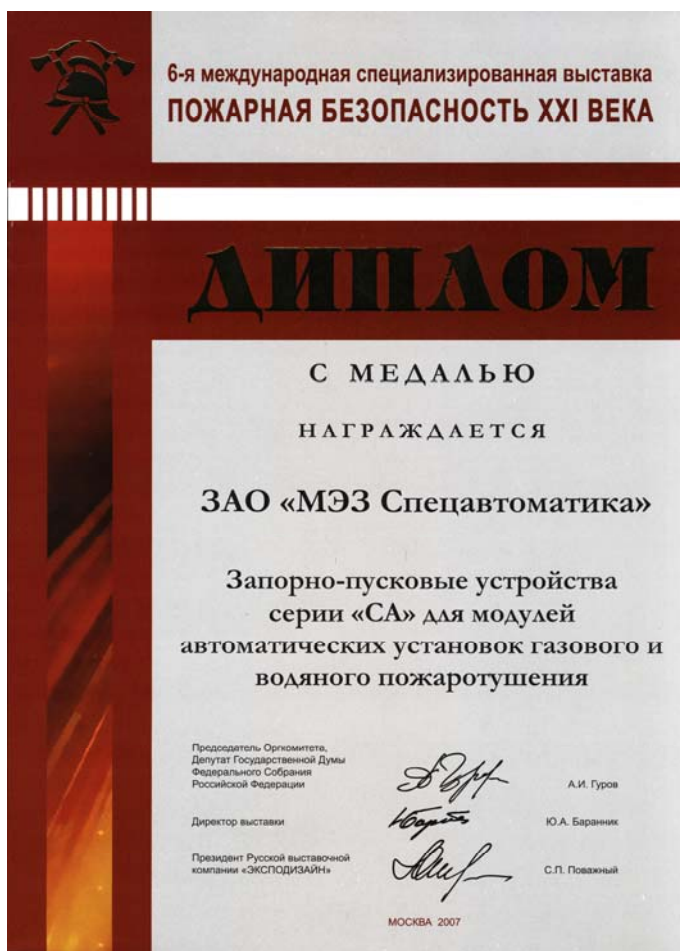 6-я международная специализированная выставка
ПОЖАРНАЯ БЕЗОПАСНОСТЬ XXI ВЕКА
ДИПЛОМ
С МЕДАЛЬЮ
НАГРАЖДАЕТСЯ
ЗАО «МЭЗ Спецавтоматика»
Запорно-пусковые устройства
серии «СА» для модулей
автоматических установок газового и
водяного пожаротушения
Председатель Оргкомитета,
Депутат Государственной Думы
Федерального Собрания
Российской Федерации
А.И. Гуров
Директор выставки
Ю.А. Баранник
Президент Русской выставочной
компании «ЭКСПОДИЗАЙН»
С.П. Поважный
МОСКВА 2007